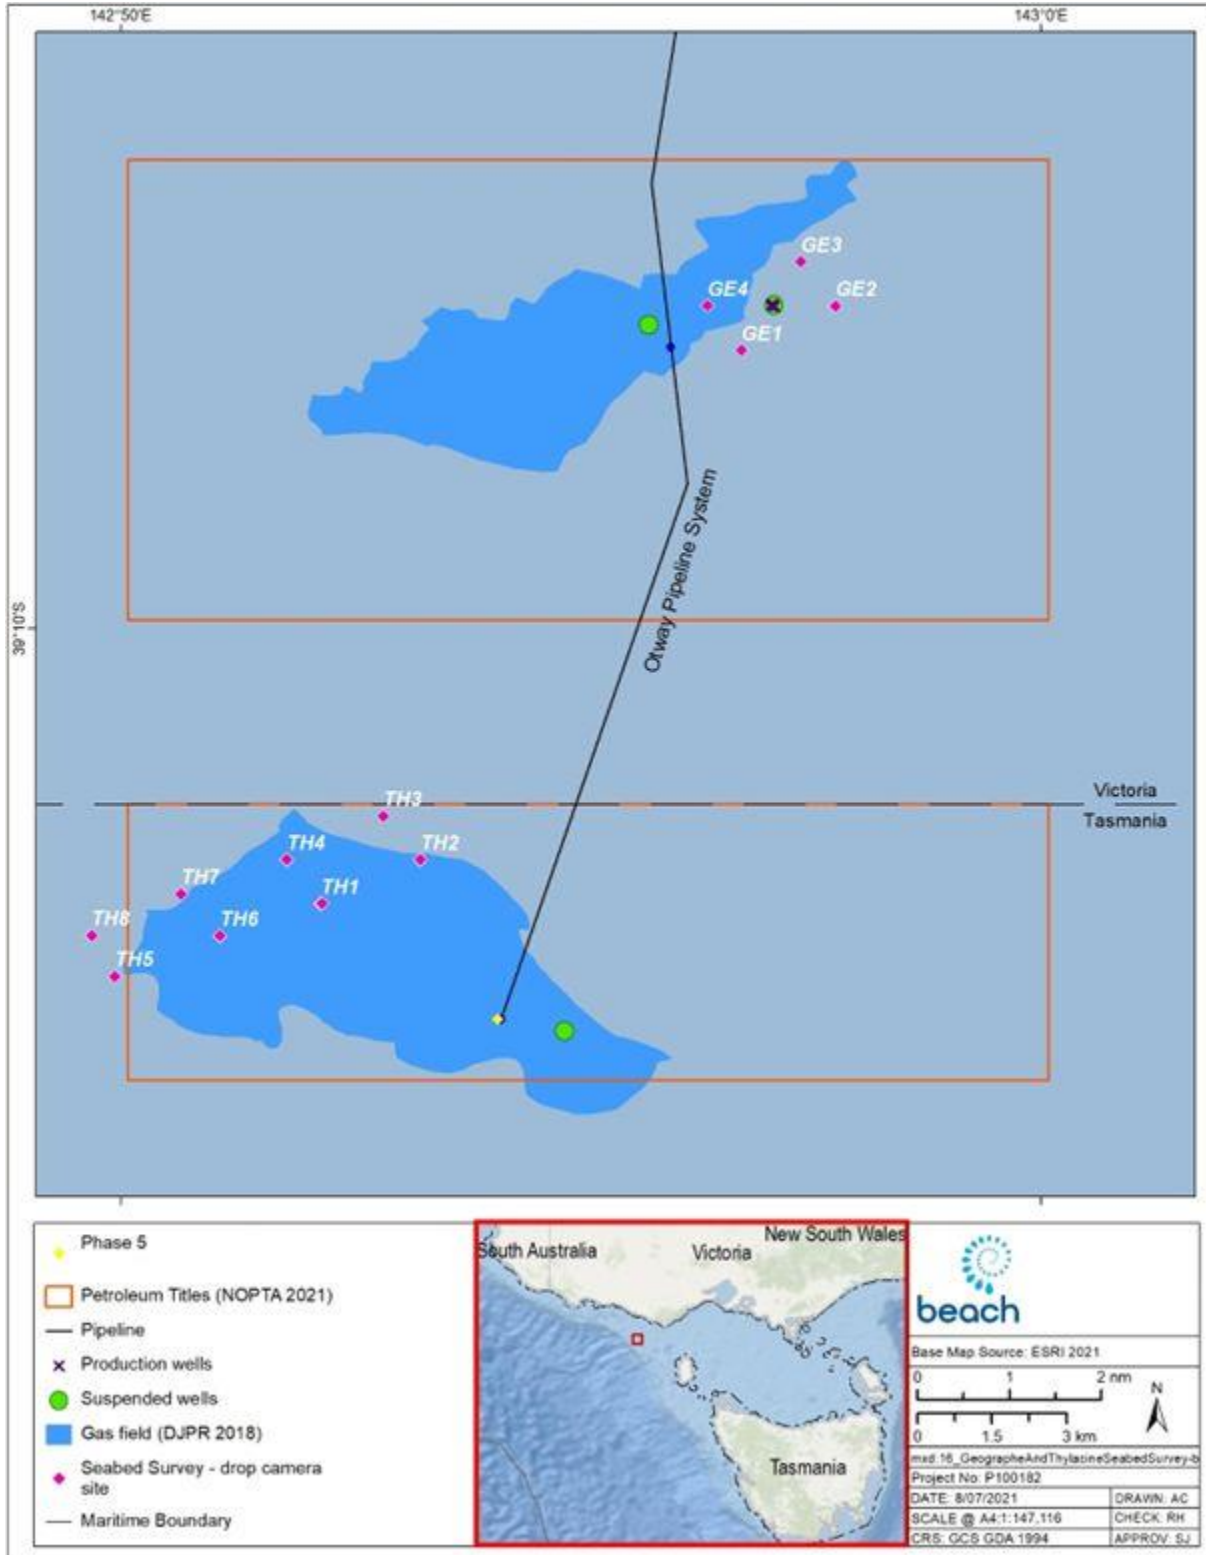 142°50'E
143°0'E
GE3
GE4
GE2
GE1
Otway Pipeline System
39°10'S
Victoria
Tasmania
TH3
TH4
TH2
TH7
TH1
TH8
TH6
TH5
Phase 5
Petroleum Titles (NOPTA 2021)
Pipeline
Production wells
Suspended wells
Gas field (DJPR 2018)
Seabed Survey - drop camera
site
Maritime Boundary
New South Wales
South Australia
Victoria
Tasmania
beach
Base Map Source: ESRI 2021
0 1 2 nm
N
0 1.5 3 km
mxd:16_GeographeAndThylacineSeabedSurvey-b
Project No: P100182
DATE: 8/07/2021
DRAWN: AC
SCALE @ A4:1:147,116
CHECK: RH
CRS: GCS GDA 1994
APPROV: SJ